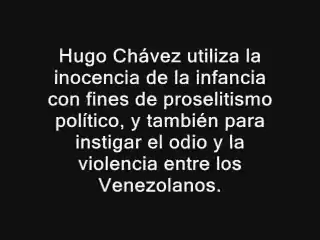 Hugo Chávez utiliza la
inocencia de la infancia
con fines de proselitismo
político, y también para
instigar el odio y la
violencia entre los
Venezolanos.